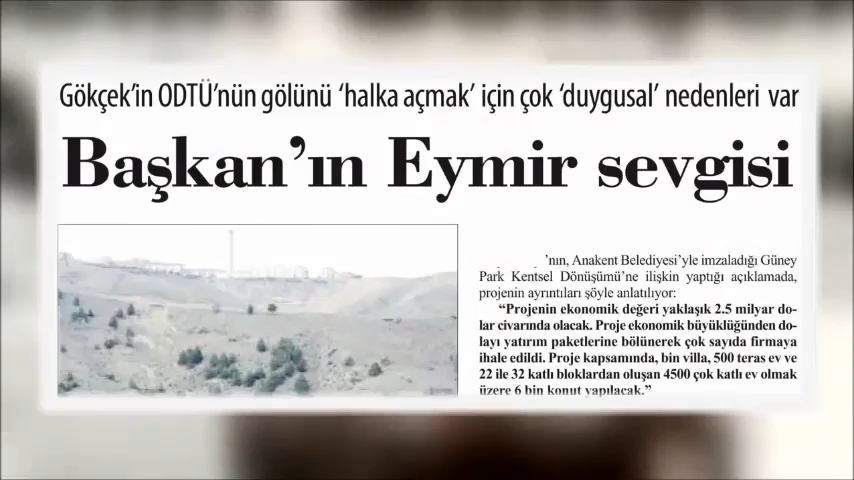 Gökçek'in ODTÜ'nün gölünü 'halka açmak' için çok 'duygusal' nedenleri var
Başkan'ın Eymir sevgisi
'nın, Anakent Belediyesi'yle imzaladığı Güney
Park Kentsel Dönüşümü'ne ilişkin yaptığı açıklamada,
projenin ayrıntıları şöyle anlatılıyor:
"Projenin ekonomik değeri yaklaşık 2.5 milyar do-
lar civarında olacak. Proje ekonomik büyüklüğünden do-
layı yatırım paketlerine bölünerek çok sayıda firmaya
ihale edildi. Proje kapsamında, bin villa, 500 teras ev ve
22 ile 32 katlı bloklardan oluşan 4500 çok katlı ev olmak
üzere 6 bin konut yapılacak."